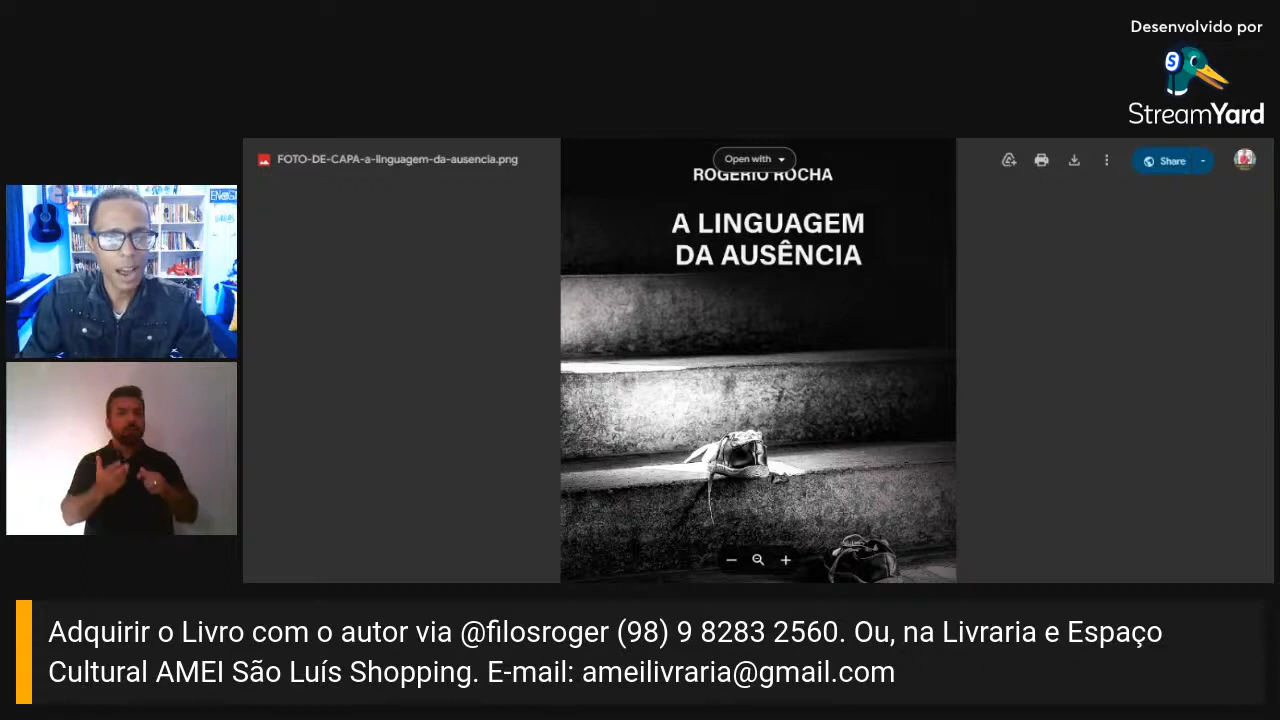 Desenvolvido por
StreamYard
FOTO-DE-CAPA-a-linguagem-da-ausencia.png
Open with
Share
ROGÉRIO ROCHA
A LINGUAGEM
DA AUSÊNCIA
Adquirir o Livro com o autor via @filosroger (98) 9 8283 2560. Ou, na Livraria e Espaço
Cultural AMEI São Luís Shopping. E-mail: ameilivraria@gmail.com